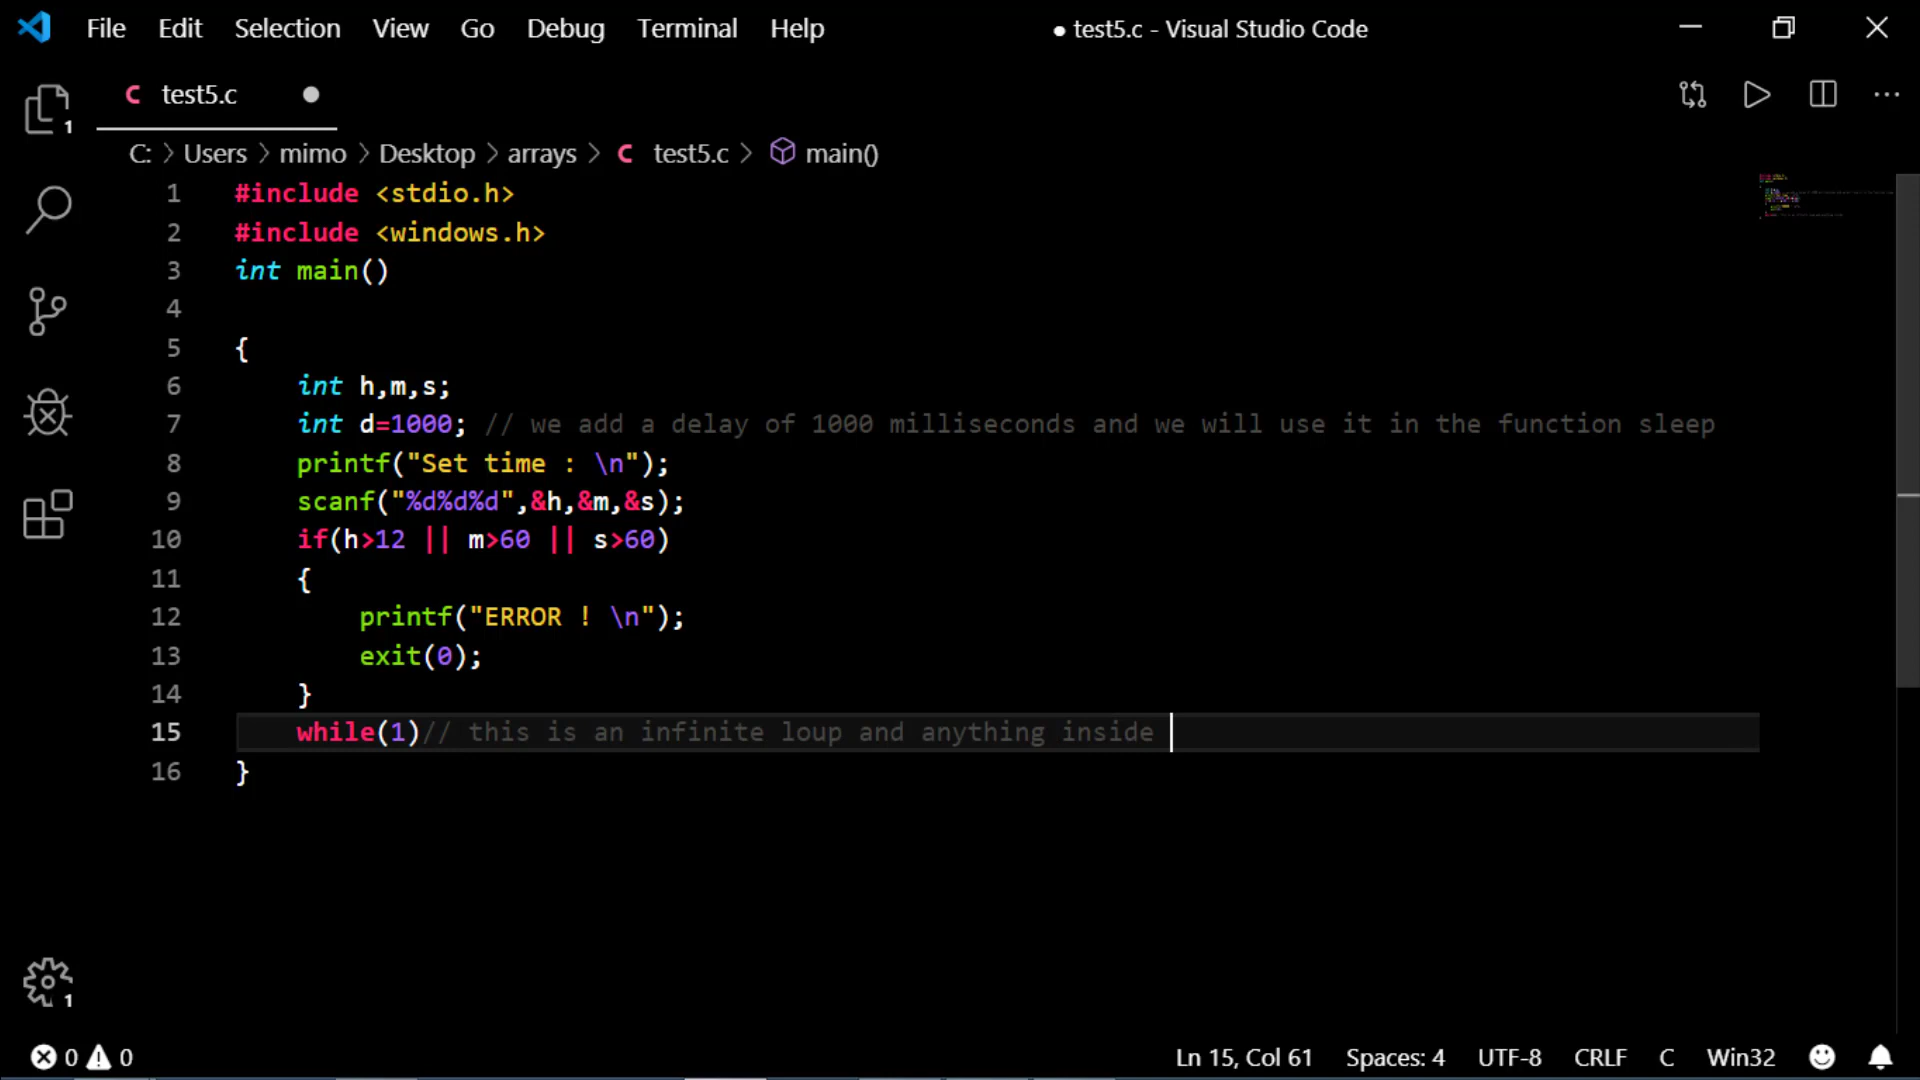 File Edit Selection View Go Debug Terminal Help ● test5.c - Visual Studio Code
C test5.c ●
1
C: > Users > mimo > Desktop > arrays > C test5.c > main()
1 #include <stdio.h>
2 #include <windows.h>
3 int main()
4
5 {
6 int h,m,s;
7 int d=1000; // we add a delay of 1000 milliseconds and we will use it in the function sleep
8 printf("Set time : \n");
9 scanf("%d%d%d",&h,&m,&s);
10 if(h>12 || m>60 || s>60)
11 {
12 printf("ERROR ! \n");
13 exit(0);
14 }
15 while(1)// this is an infinite loup and anything inside
16 }
1
0 0 Ln 15, Col 61 Spaces: 4 UTF-8 CRLF C Win32